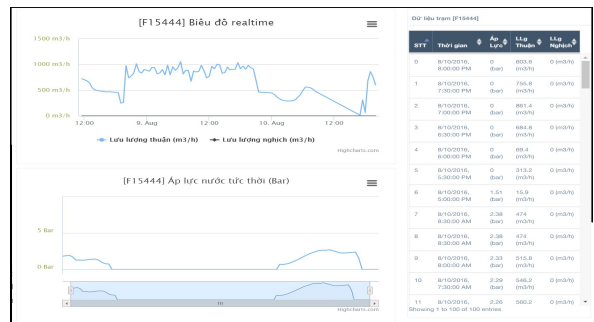 [F15444] Biểu đồ realtime
1500 m3/h
1000 m3/h
500 m3/h
0 m3/h
12:00
9. Aug
12:00
10. Aug
12:00
Lưu lượng thuận (m3/h)
Lưu lượng nghịch (m3/h)
Highcharts.com
[F15444] Áp lực nước tức thời (Bar)
5 Bar
0 Bar
Highcharts.com
Dữ liệu trạm [F15444]
STT Thời gian Áp Lực LLg Thuận LLg Nghịch
0 8/10/2016, 8:00:00 PM 0 (bar) 603.6 (m3/h) 0 (m3/h)
1 8/10/2016, 7:30:00 PM 0 (bar) 755.8 (m3/h) 0 (m3/h)
2 8/10/2016, 7:00:00 PM 0 (bar) 861.4 (m3/h) 0 (m3/h)
3 8/10/2016, 6:30:00 PM 0 (bar) 684.8 (m3/h) 0 (m3/h)
4 8/10/2016, 6:00:00 PM 0 (bar) 69.4 (m3/h) 0 (m3/h)
5 8/10/2016, 5:30:00 PM 0 (bar) 313.2 (m3/h) 0 (m3/h)
6 8/10/2016, 5:00:00 PM 1.51 (bar) 15.9 (m3/h) 0 (m3/h)
7 8/10/2016, 8:30:00 AM 2.38 (bar) 474 (m3/h) 0 (m3/h)
8 8/10/2016, 8:30:00 AM 2.38 (bar) 474 (m3/h) 0 (m3/h)
9 8/10/2016, 8:00:00 AM 2.33 (bar) 515.8 (m3/h) 0 (m3/h)
10 8/10/2016, 7:30:00 AM 2.29 (bar) 546.2 (m3/h) 0 (m3/h)
11 8/10/2016, 2.26 560.2 0 (m3/h)
Showing 1 to 100 of 100 entries